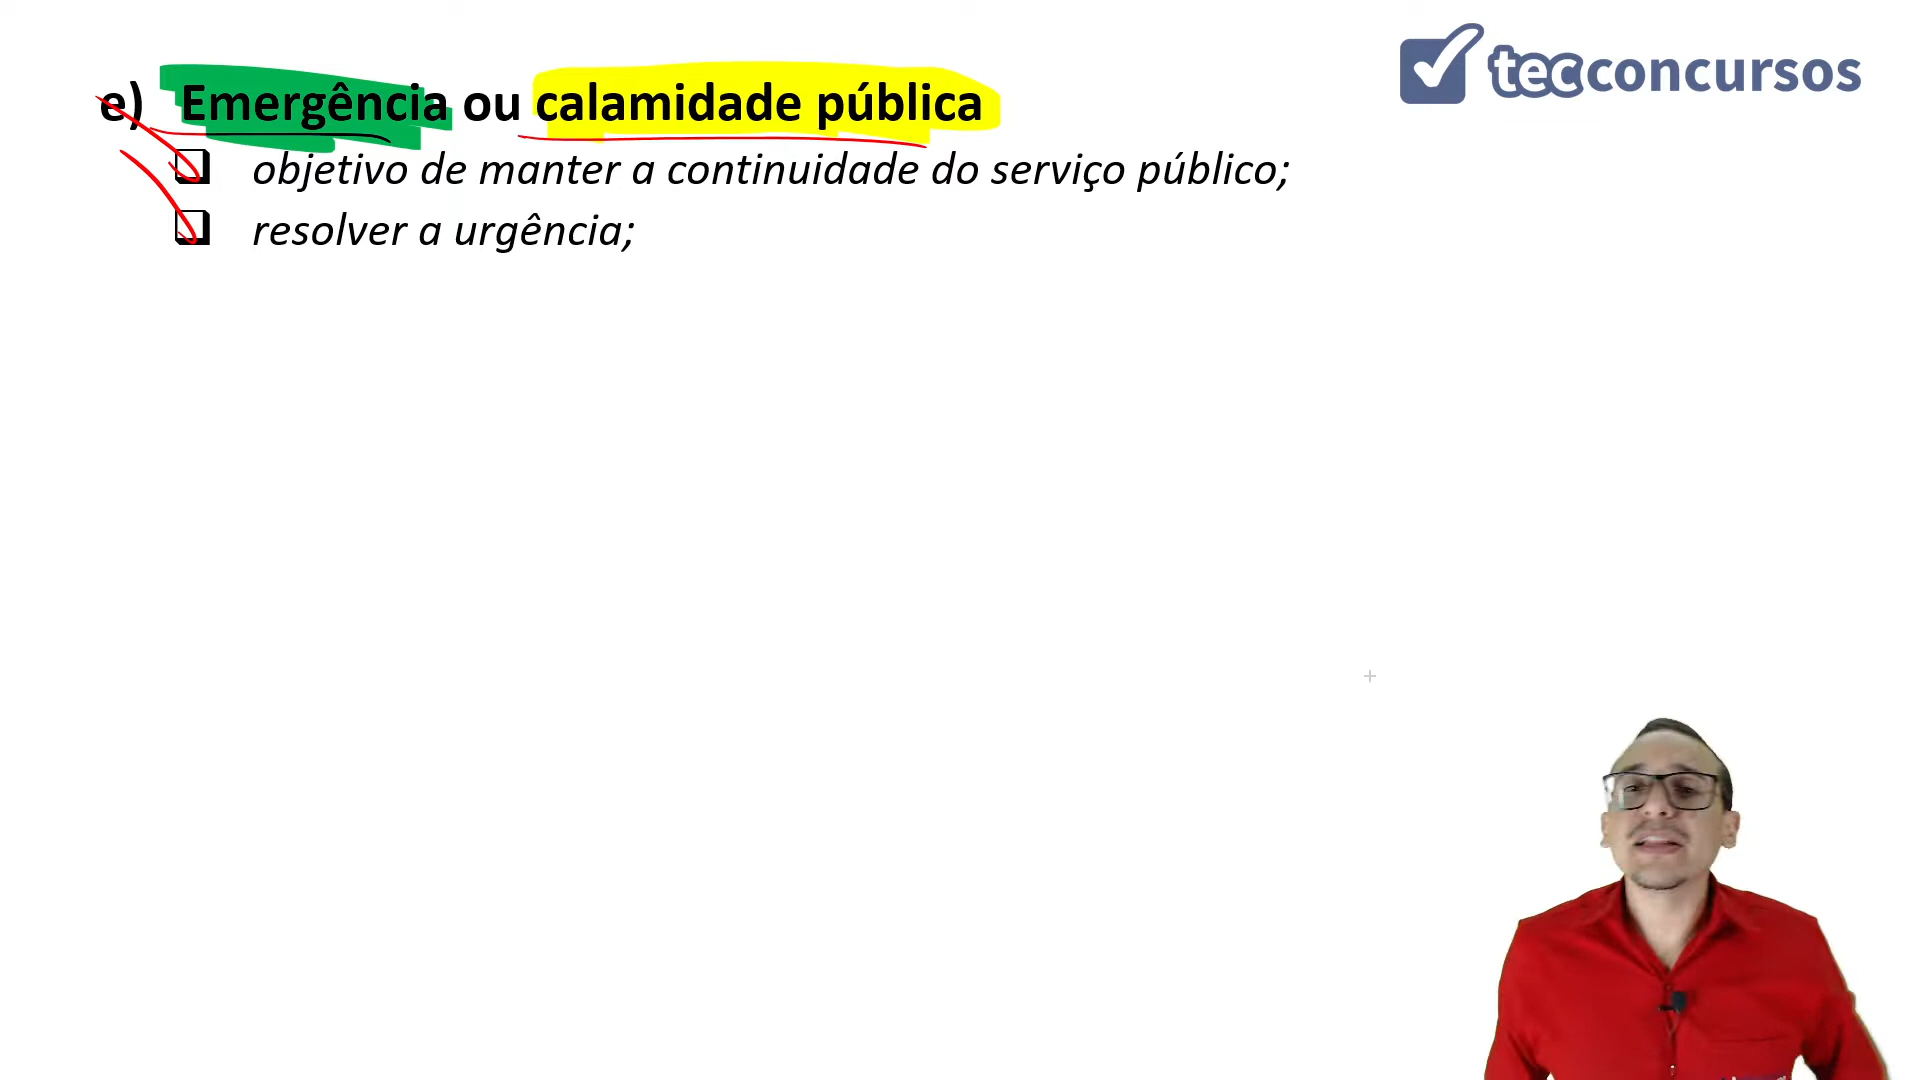 tecconcursos
e) Emergência ou calamidade pública
objetivo de manter a continuidade do serviço público;
resolver a urgência;